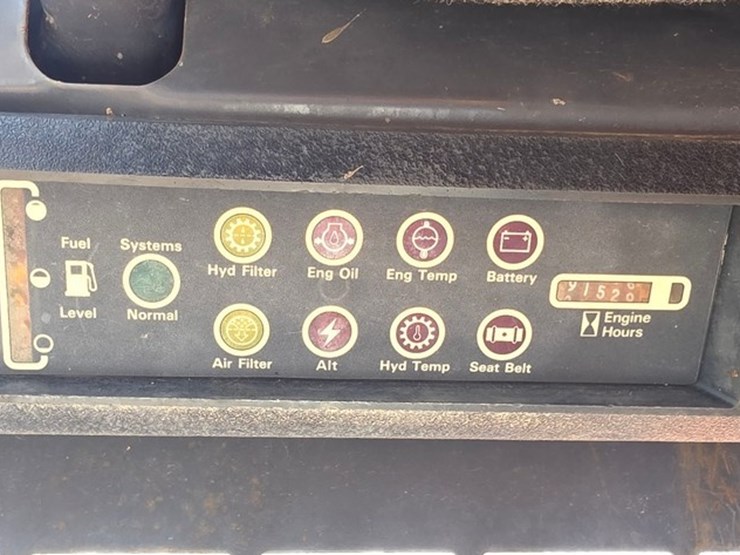 Fuel
Level
Systems
Normal
Hyd Filter
Eng Oil
Eng Temp
Battery
Air Filter
Alt
Hyd Temp
Seat Belt
152
Engine
Hours